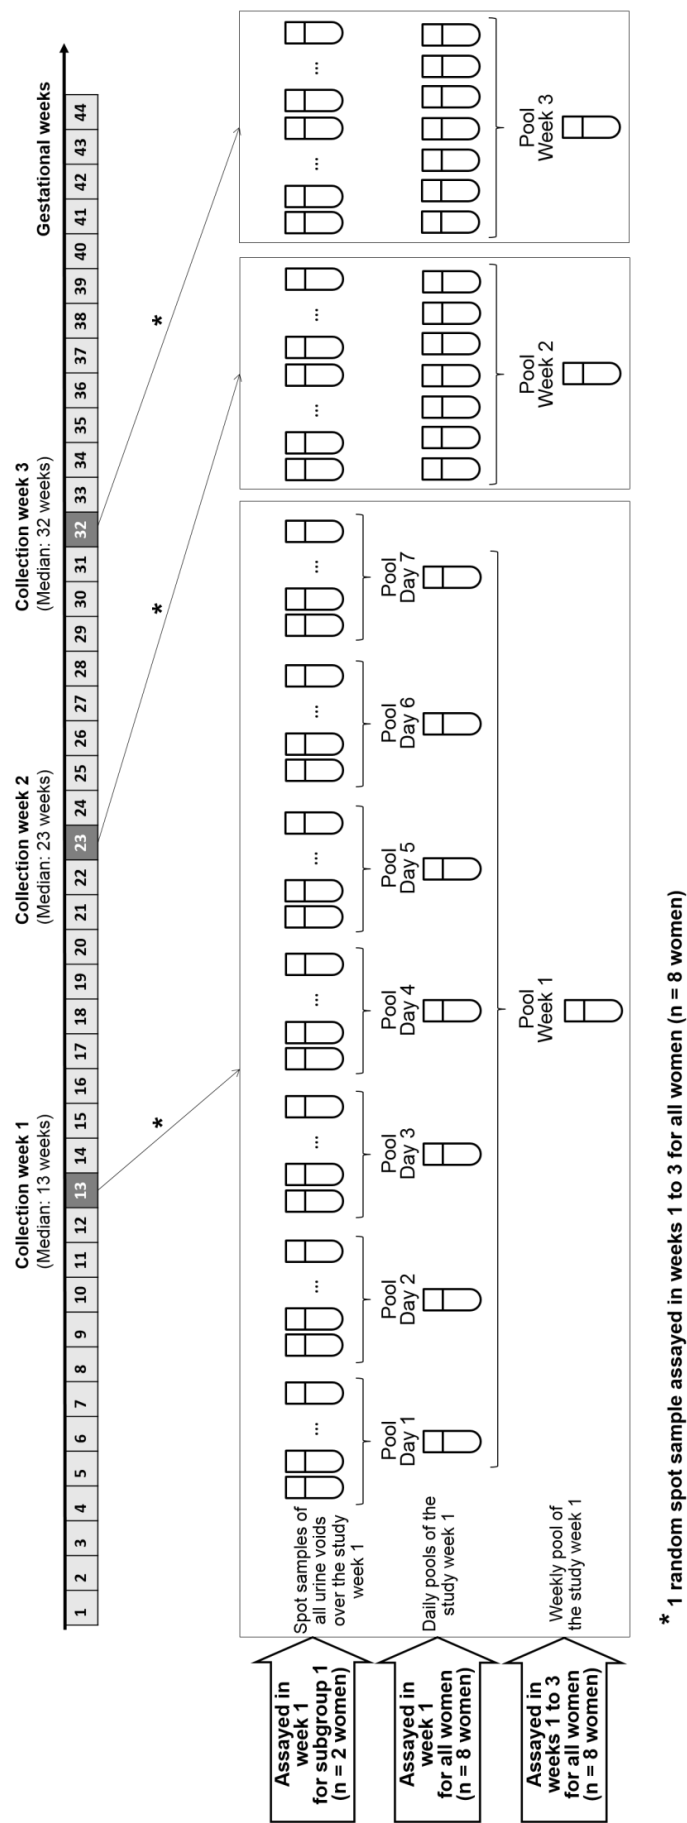 Collection week 1
(Median: 13 weeks)
Collection week 2
(Median: 23 weeks)
Collection week 3
(Median: 32 weeks)
Gestational weeks
1 2 3 4 5 6 7 8 9 10 11 12 13 14 15 16 17 18 19 20 21 22 23 24 25 26 27 28 29 30 31 32 33 34 35 36 37 38 39 40 41 42 43 44
*
*
*
Assayed in
week 1
for subgroup 1
(n = 2 women)
Spot samples of
all urine voids
over the study
week 1
... ... ... ... ... ... ... ... ... ... ...
Assayed in
week 1
for all women
(n = 8 women)
Daily pools of the
study week 1
Pool
Day 1
Pool
Day 2
Pool
Day 3
Pool
Day 4
Pool
Day 5
Pool
Day 6
Pool
Day 7
Assayed in
weeks 1 to 3
for all women
(n = 8 women)
Weekly pool of
the study week 1
Pool
Week 1
Pool
Week 2
Pool
Week 3
* 1 random spot sample assayed in weeks 1 to 3 for all women (n = 8 women)